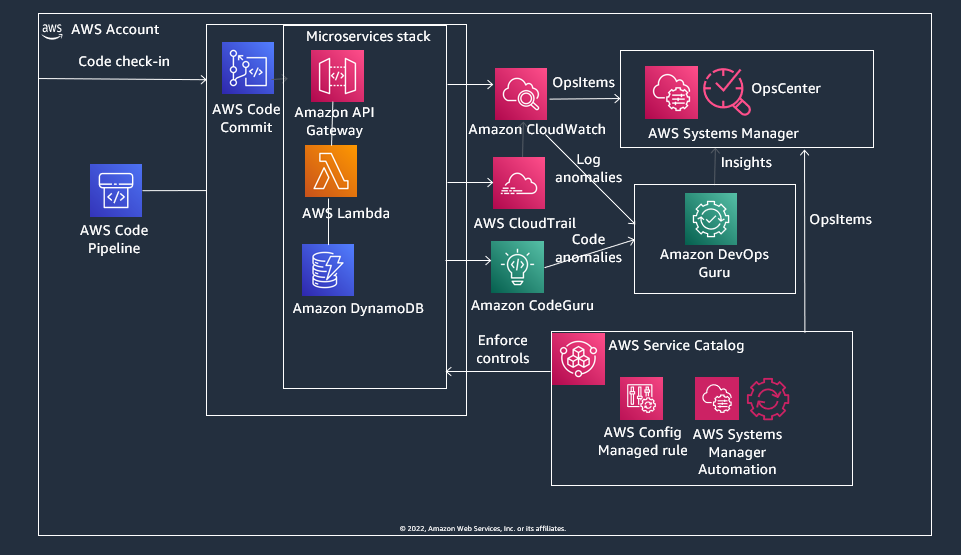 aws
AWS Account
Code check-in
Microservices stack
AWS Code
Commit
Amazon API
Gateway
OpsItems
OpsCenter
Amazon CloudWatch
AWS Systems Manager
Log
anomalies
Insights
AWS Lambda
AWS CloudTrail
OpsItems
AWS Code
Pipeline
Code
anomalies
Amazon DevOps
Guru
Amazon DynamoDB
Amazon CodeGuru
Enforce
controls
AWS Service Catalog
AWS Config
Managed rule
AWS Systems
Manager
Automation
© 2022, Amazon Web Services, Inc. or its affiliates.